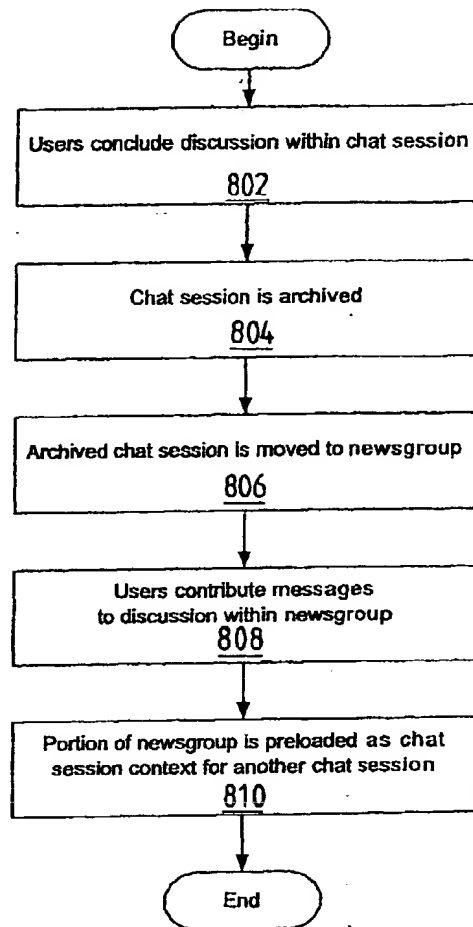 Begin
Users conclude discussion within chat session
802
Chat session is archived
804
Archived chat session is moved to newsgroup
806
Users contribute messages
to discussion within newsgroup
808
Portion of newsgroup is preloaded as chat
session context for another chat session
810
End